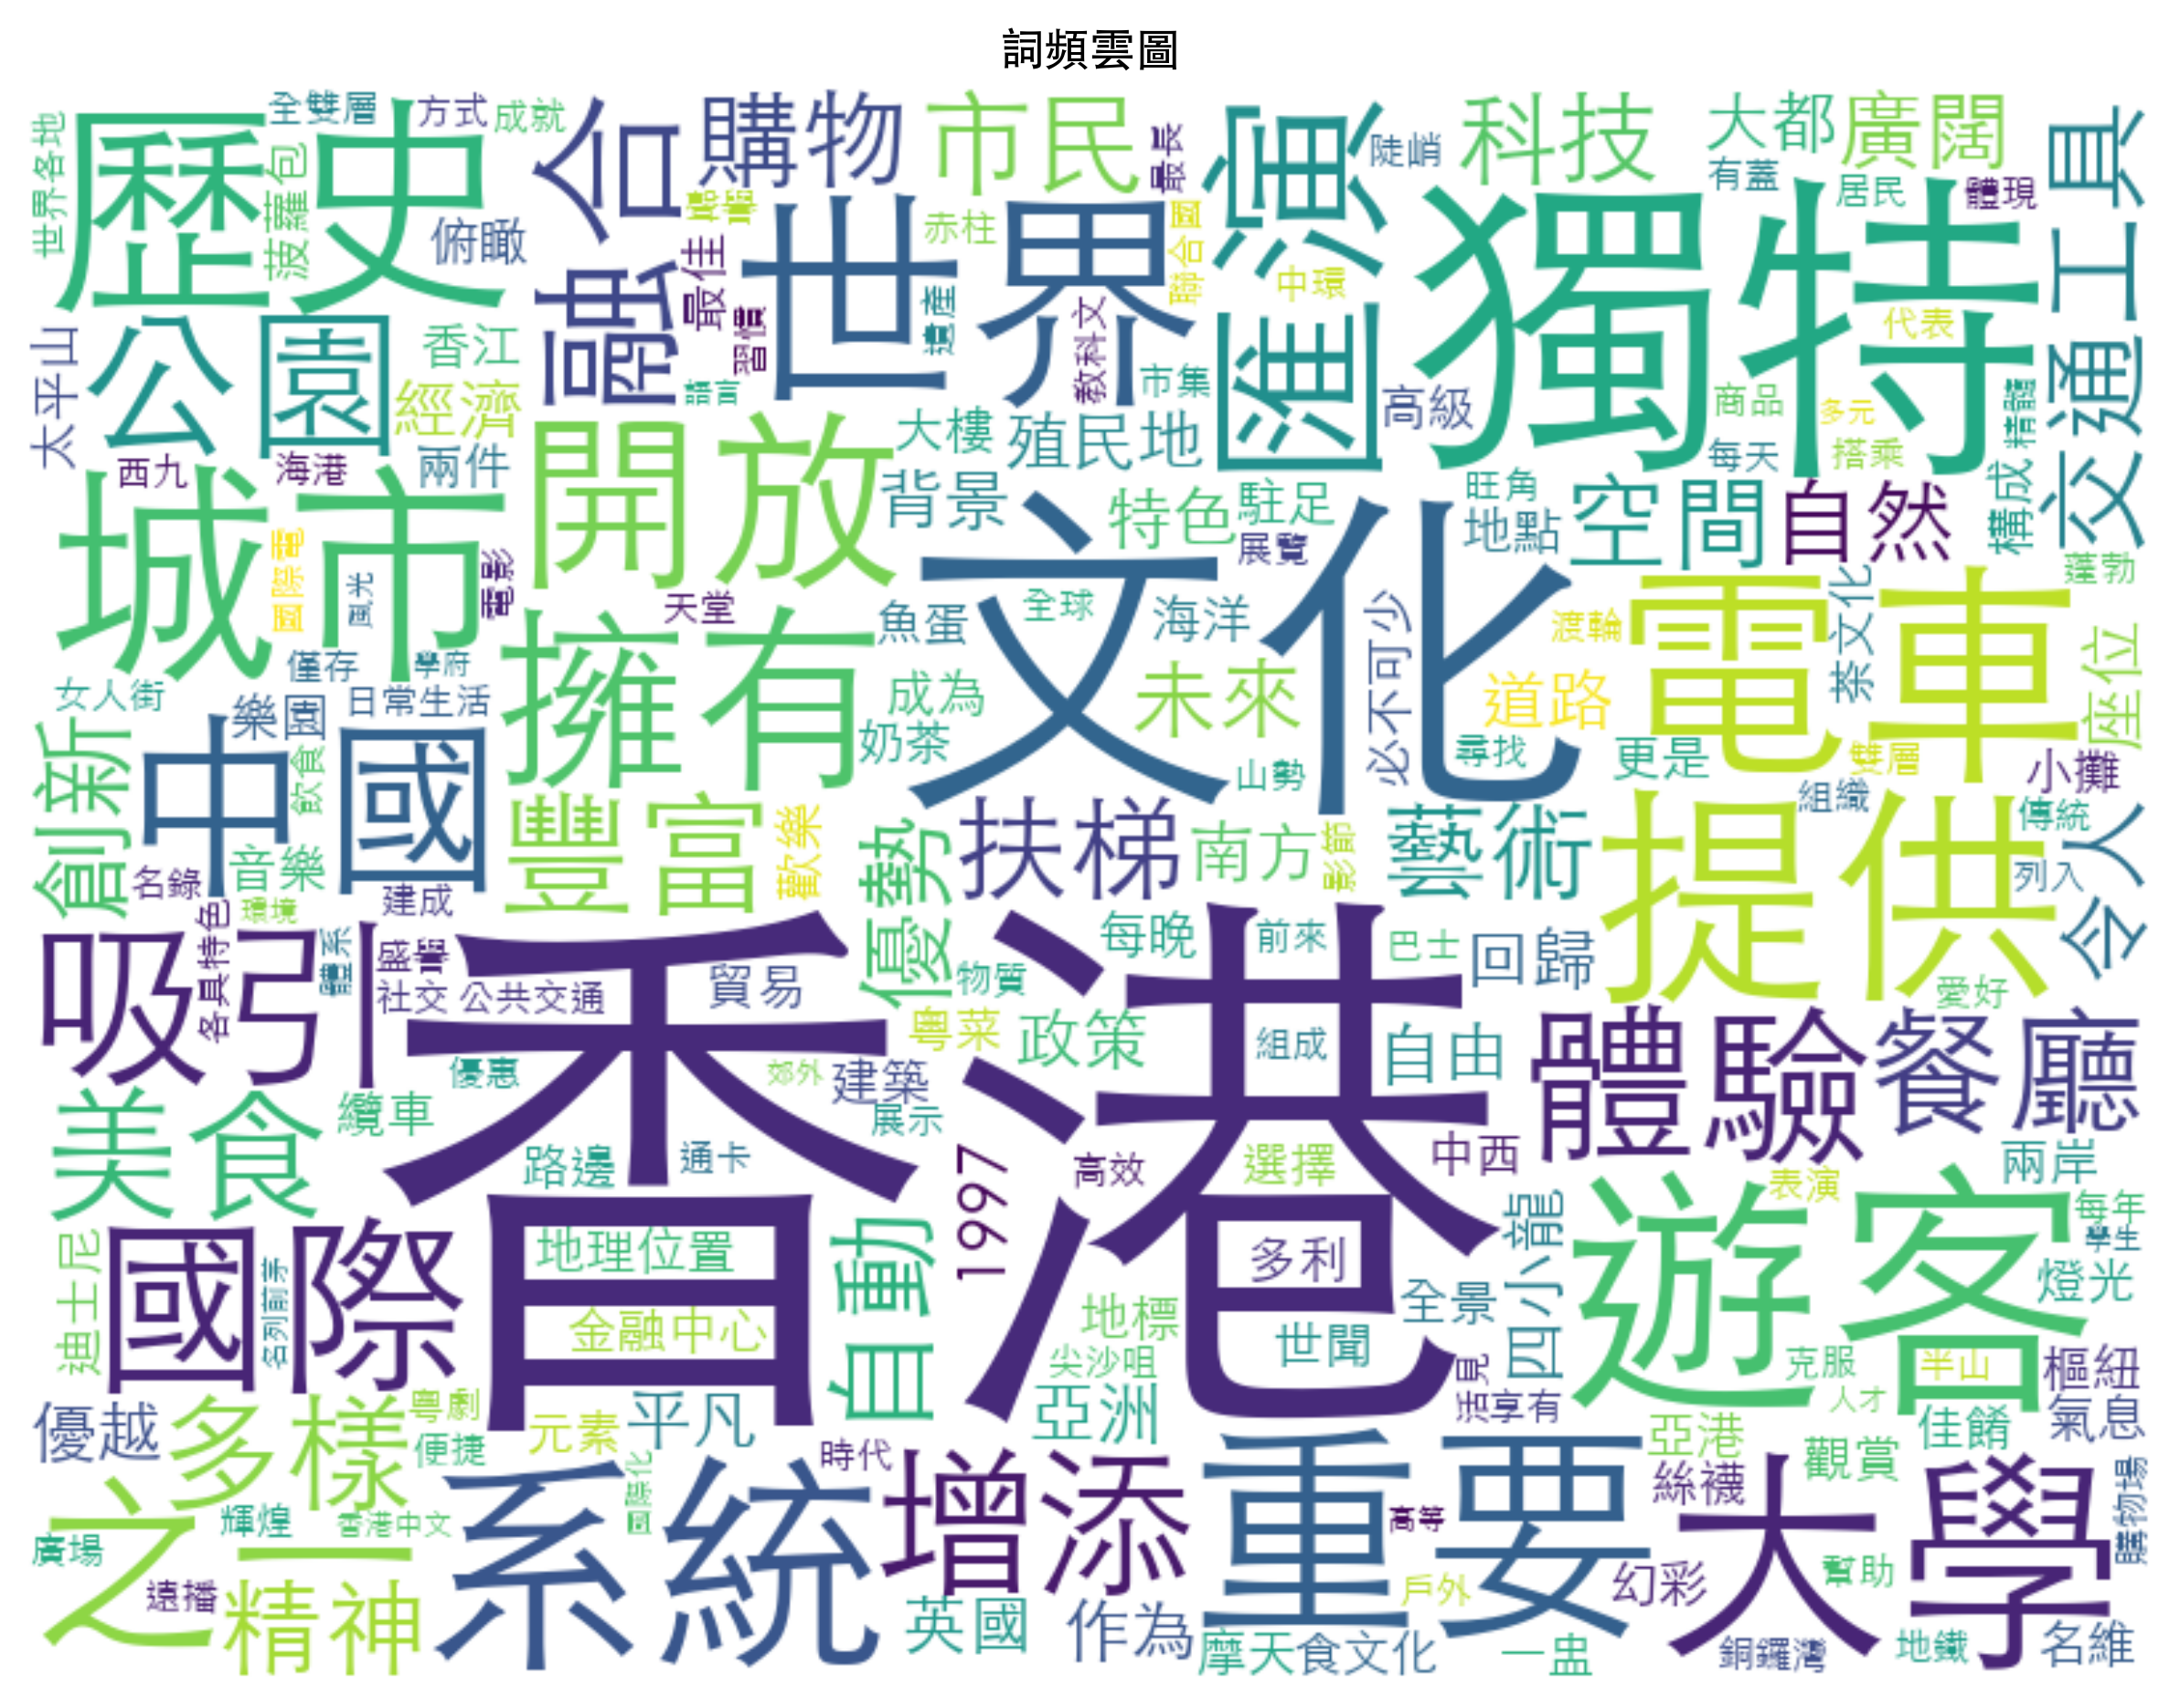 詞頻雲圖
世界各地
歷史
全雙層
方式
成就
菠蘿包
俯瞰
融合
購物
市民
最長
匯演
陡峭
科技
大都
廣闊
有蓋
居民
體現
交通工具
最佳
世界
赤柱
聯合國
中環
獨特
代表
太平山
公園
香江
經濟
習慣
遺產
教科文
市集
語言
高級
商品
多元
精髓
西九
海港
兩件
開放
大樓
殖民地
每天
搭乘
城市
背景
特色
駐足
展覽
旺角
地點
空間
自然
構成
國際電
風光
電影
天堂
文化
魚蛋
全球
海洋
必不可少
渡輪
電車
茶文化
蓬勃
僅存
學府
擁有
女人街
樂園
日常生活
成為
奶茶
未來
道路
座位
創新
中國
飲食
山勢
尋找
更是
雙層
小攤
音樂
名錄
建成
環境
豐富
歡樂
優勢
扶梯
南方
影節
藝術
組織
提供
傳統
列入
令人
吸引
各具特色
體系
盛舉
社交
公共交通
貿易
香港
物質
每晚
前來
巴士
回歸
愛好
粵菜
政策
組成
自由
體驗
餐廳
優惠
郊外
建築
展示
美食
纜車
路邊
通卡
1997
高效
選擇
中西
兩岸
表演
遊客
每年
學生
迪士尼
國際
名列前茅
地理位置
金融中心
自動
多利
地標
世聞
全景
四小龍
燈光
尖沙咀
活見
享有
克服
半山
樞紐
人才
優越
多樣
粵劇
便捷
元素
平凡
亞洲
亞港
佳餚
氣息
時代
觀賞
之一
輝煌
香港中文
系統
國際化
增添
重要
高等
絲襪
大學
購物場
廣場
遠播
精神
英國
作為
戶外
幻彩
幫助
摩天
食文化
一盅
銅鑼灣
地鐵
名維